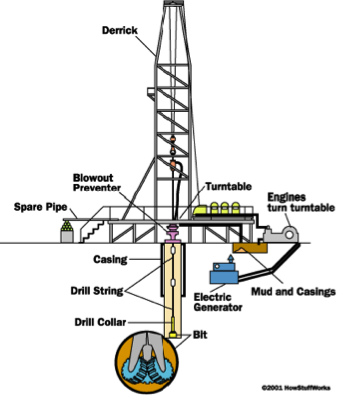 Derrick
Blowout
Preventer
Turntable
Spare Pipe
Engines
turn turntable
Casing
Drill String
Mud and Casings
Electric
Generator
Drill Collar
Bit
©2001 HowStuffWorks